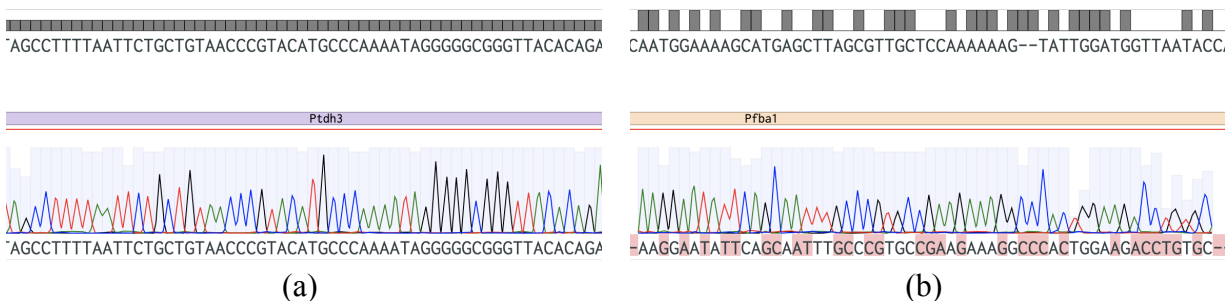 TAGCCTTTTAATTCTGCTGTAACCCGTACATGCCCAAAATAGGGGGCGGGTTACACAGA
Ptdh3
TAGCCTTTTAATTCTGCTGTAACCCGTACATGCCCAAAATAGGGGGCGGGTTACACAGA
(a)
CAATGGAAAAGCATGAGCTTAGCGTTGCTCCAAAAAAG--TATTGGATGGTTAATACCA
Pfba1
-AAGGAATATTCAGCAATTTGCCCGTGCCGAAGAAAGGCCCACTGGAAGACCTGTGC-
(b)